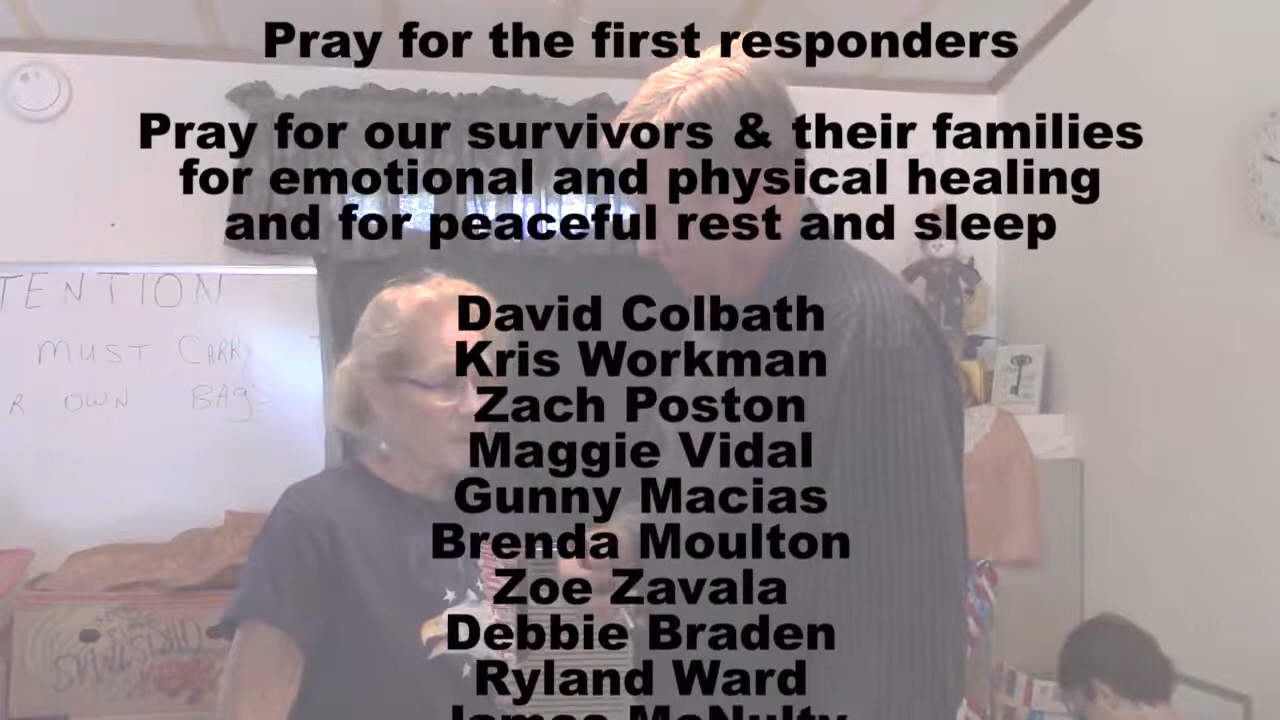 Pray for the first responders
Pray for our survivors & their families
for emotional and physical healing
and for peaceful rest and sleep
David Colbath
Kris Workman
Zach Poston
Maggie Vidal
Gunny Macias
Brenda Moulton
Zoe Zavala
Debbie Braden
Ryland Ward
James McNulty
TENTION
MUST CARRY
R OWN BAGS